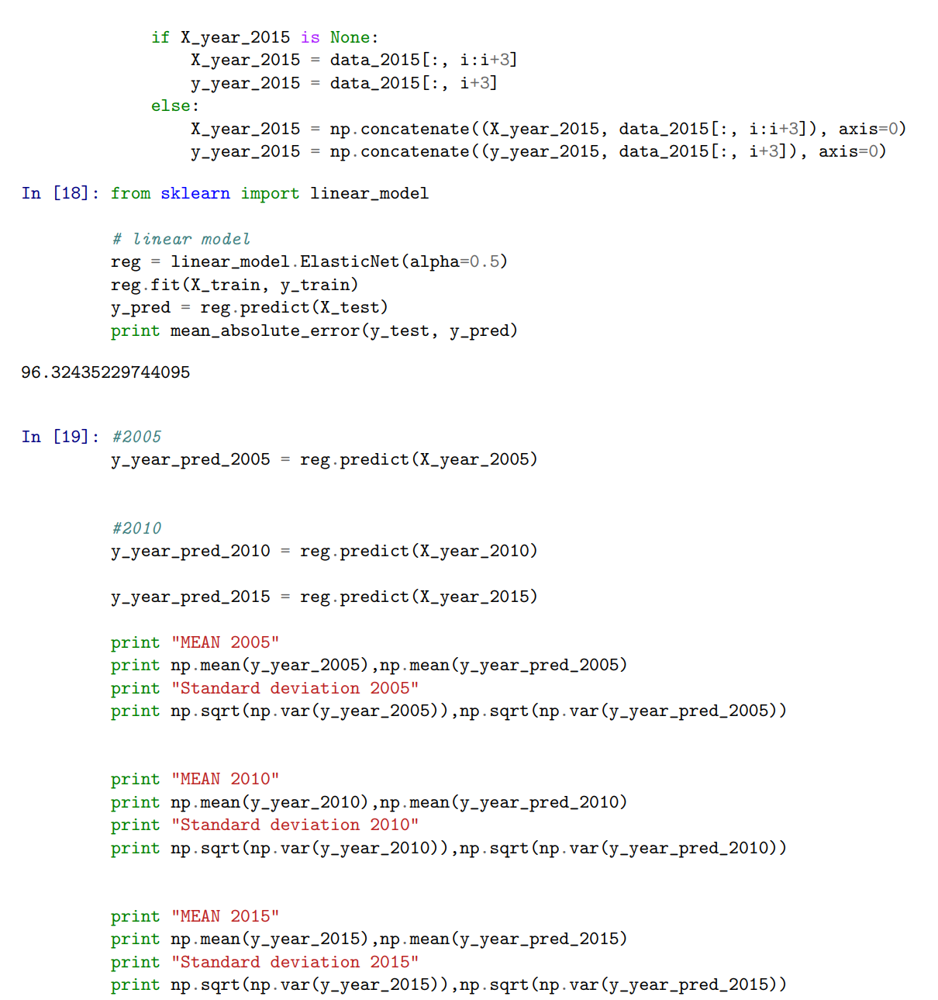 if X_year_2015 is None:
X_year_2015 = data_2015[:, i:i+3]
y_year_2015 = data_2015[:, i+3]
else:
X_year_2015 = np.concatenate((X_year_2015, data_2015[:, i:i+3]), axis=0)
y_year_2015 = np.concatenate((y_year_2015, data_2015[:, i+3]), axis=0)
In [18]: from sklearn import linear_model
# linear model
reg = linear_model.ElasticNet(alpha=0.5)
reg.fit(X_train, y_train)
y_pred = reg.predict(X_test)
print mean_absolute_error(y_test, y_pred)
96.32435229744095
In [19]: #2005
y_year_pred_2005 = reg.predict(X_year_2005)
#2010
y_year_pred_2010 = reg.predict(X_year_2010)
y_year_pred_2015 = reg.predict(X_year_2015)
print "MEAN 2005"
print np.mean(y_year_2005),np.mean(y_year_pred_2005)
print "Standard deviation 2005"
print np.sqrt(np.var(y_year_2005)),np.sqrt(np.var(y_year_pred_2005))
print "MEAN 2010"
print np.mean(y_year_2010),np.mean(y_year_pred_2010)
print "Standard deviation 2010"
print np.sqrt(np.var(y_year_2010)),np.sqrt(np.var(y_year_pred_2010))
print "MEAN 2015"
print np.mean(y_year_2015),np.mean(y_year_pred_2015)
print "Standard deviation 2015"
print np.sqrt(np.var(y_year_2015)),np.sqrt(np.var(y_year_pred_2015))